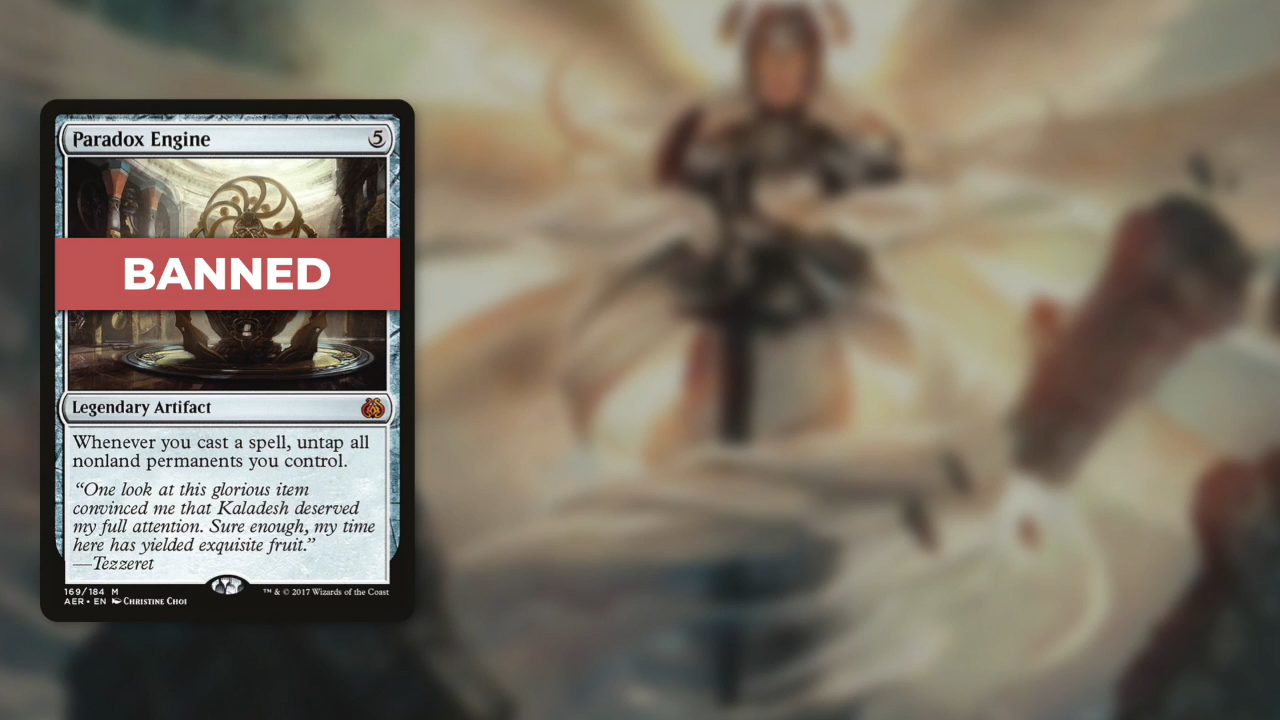 Paradox Engine 5
BANNED
Legendary Artifact
Whenever you cast a spell, untap all
nonland permanents you control.
“One look at this glorious item
convinced me that Kaladesh deserved
my full attention. Sure enough, my time
here has yielded exquisite fruit.”
—Tezzeret
169/184 M
AER • EN Christine Choi
™ & © 2017 Wizards of the Coast